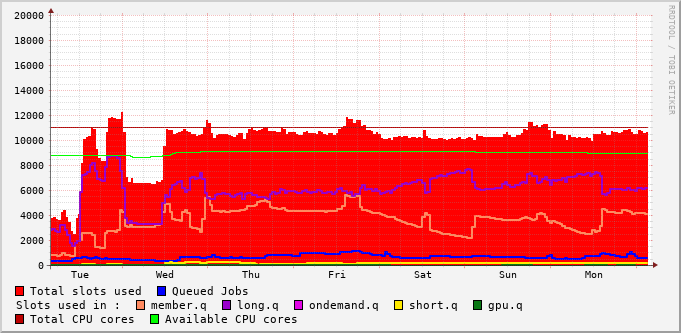 RRDTOOL / TOBI OETIKER
20000
18000
16000
14000
12000
10000
8000
6000
4000
2000
0
Tue Wed Thu Fri Sat Sun Mon
Total slots used Queued Jobs
Slots used in : member.q long.q ondemand.q short.q gpu.q
Total CPU cores Available CPU cores